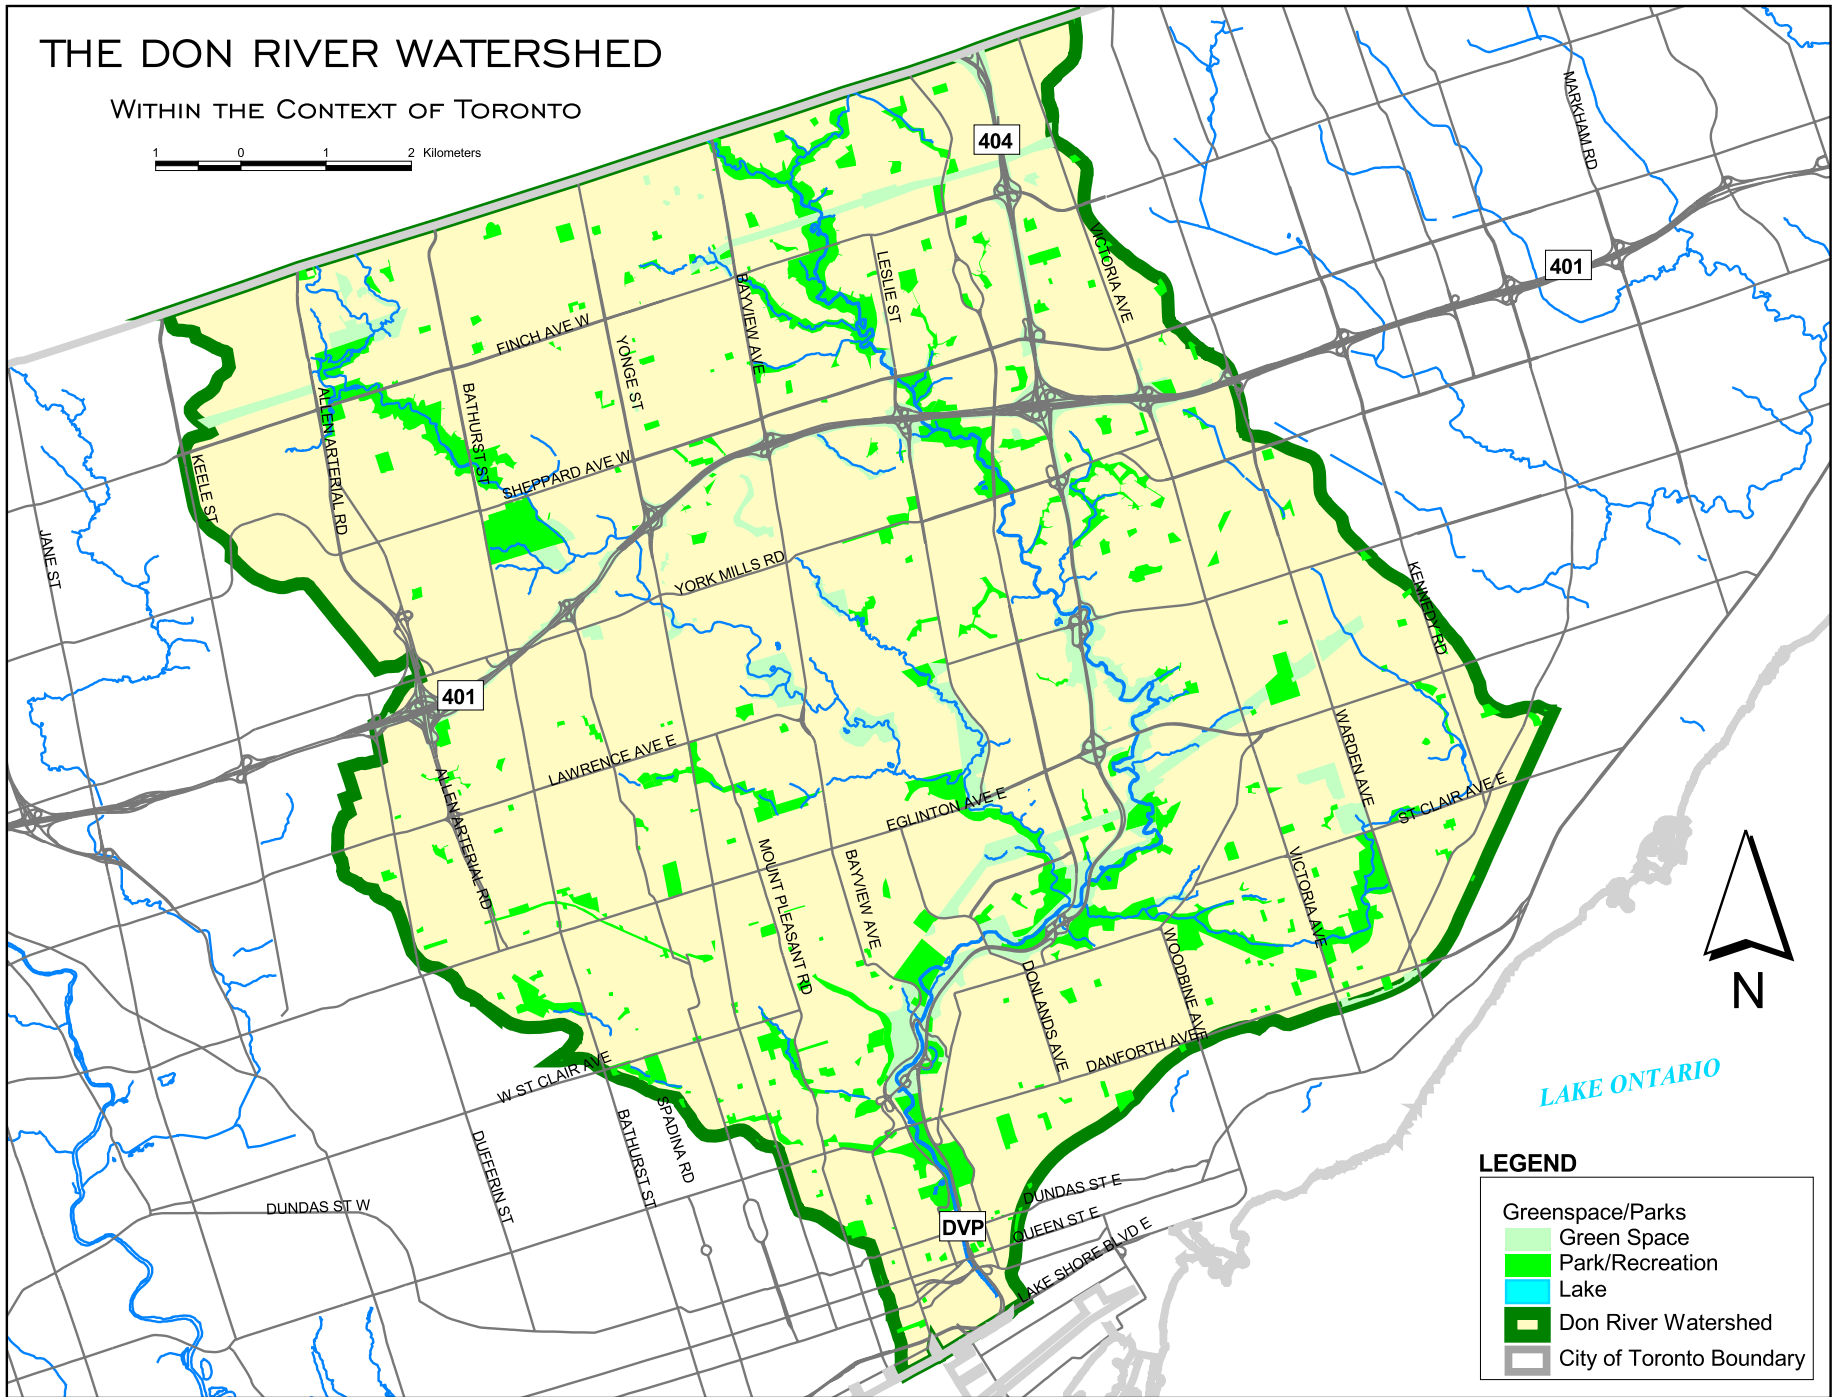 THE DON RIVER WATERSHED
WITHIN THE CONTEXT OF TORONTO
1 0 1 2 Kilometers
404
MARKHAM RD
401
VICTORIA AVE
LESLIE ST
BAYVIEW AVE
FINCH AVE W
YONGE ST
ALLEN ARTERIAL RD
BATHURST ST
SHEPPARD AVE W
KEELE ST
JANE ST
YORK MILLS RD
KENNEDY RD
401
LAWRENCE AVE E
WARDEN AVE
ALLEN ARTERIAL RD
EGLINTON AVE E
ST CLAIR AVE E
MOUNT PLEASANT RD
BAYVIEW AVE
VICTORIA AVE
WOODBINE AVE
DONLANDS AVE
DANFORTH AVE
W ST CLAIR AVE
SPADINA RD
BATHURST ST
DUFFERIN ST
DUNDAS ST W
DUNDAS ST E
QUEEN ST E
DVP
LAKE SHORE BLVD E
N
LAKE ONTARIO
LEGEND
Greenspace/Parks
Green Space
Park/Recreation
Lake
Don River Watershed
City of Toronto Boundary